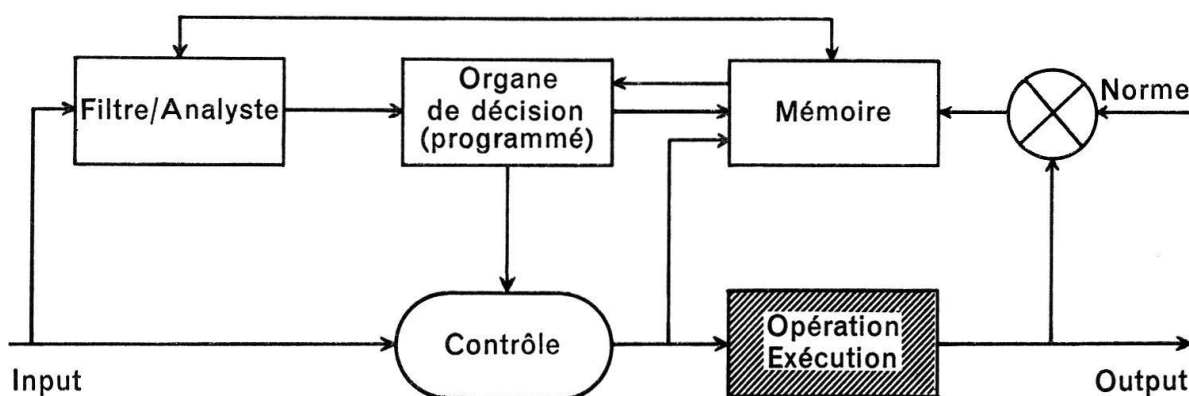 Filtre/Analyste
Organe
de décision
(programmé)
Mémoire
Norme
Contrôle
Opération
Exécution
Input
Output